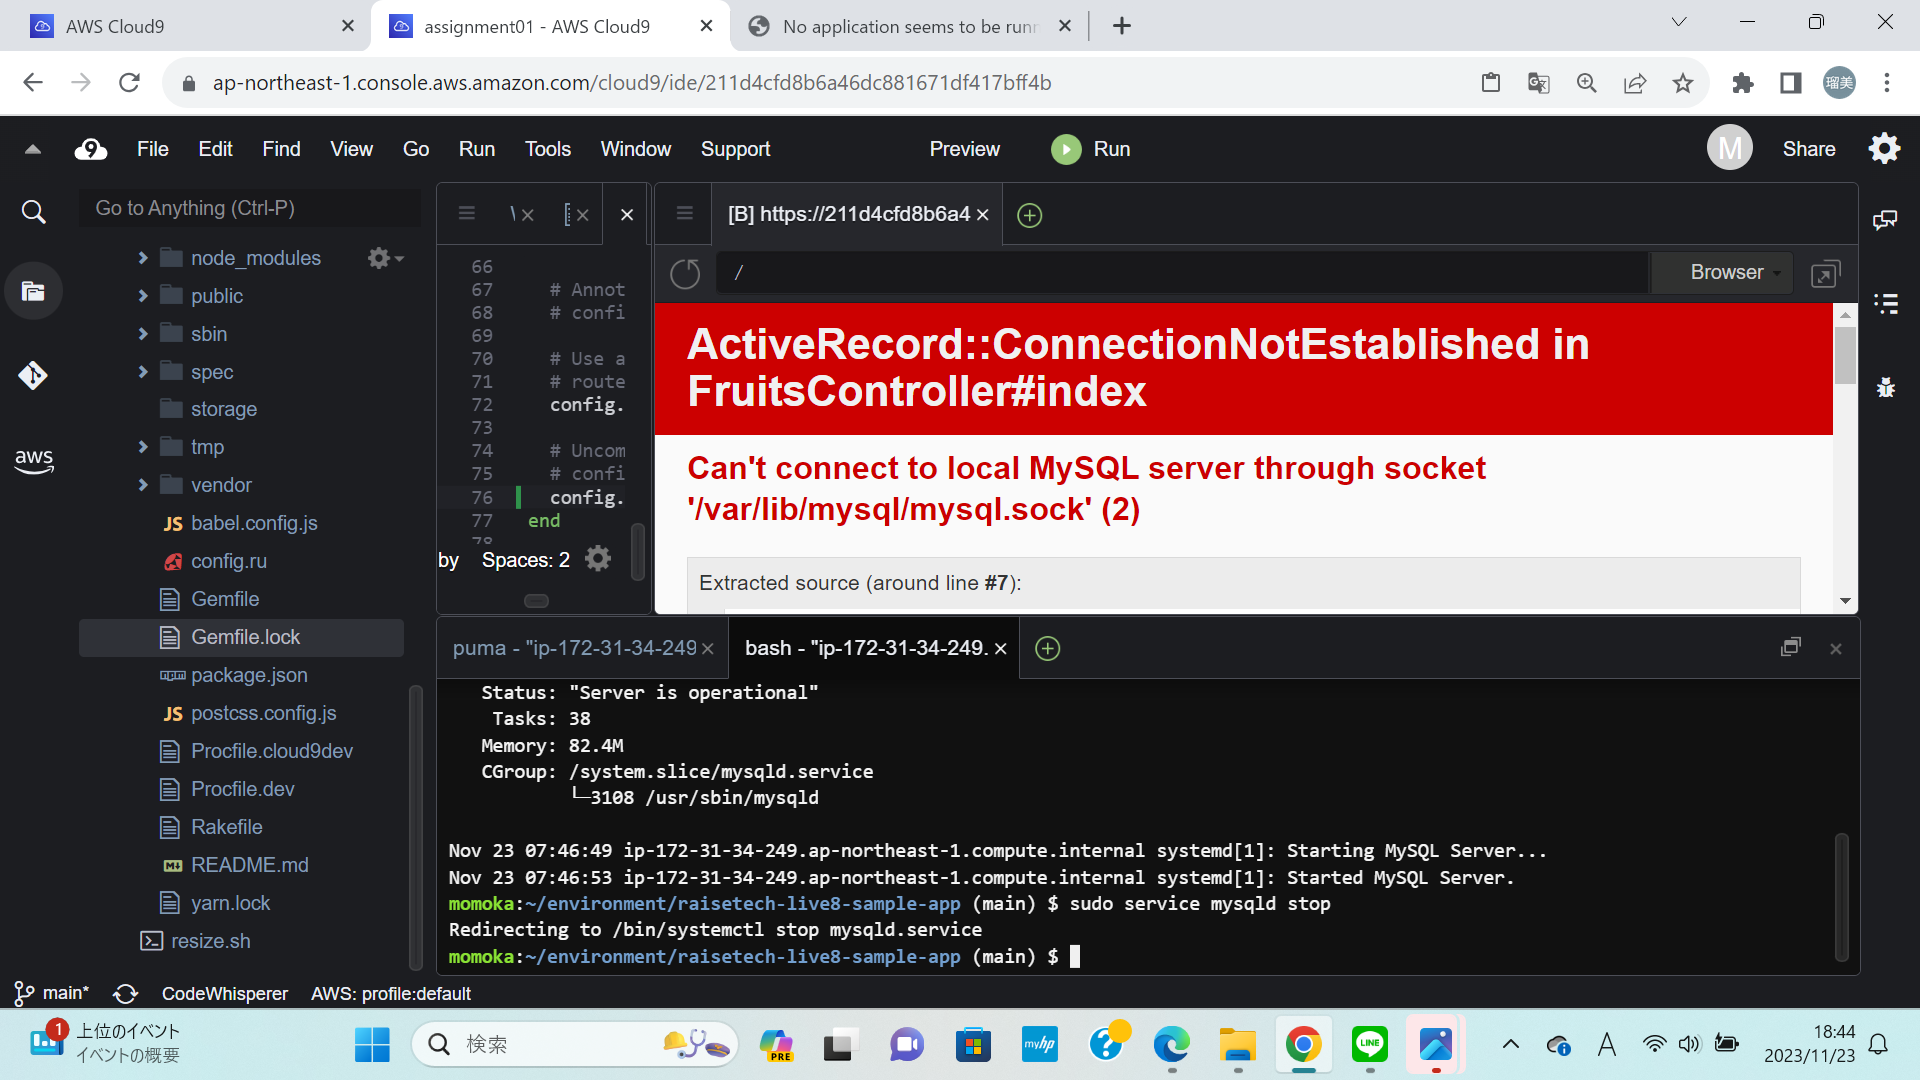 AWS Cloud9
assignment01 - AWS Cloud9
No application seems to be runn
ap-northeast-1.console.aws.amazon.com/cloud9/ide/211d4cfd8b6a46dc881671df417bff4b
瑠美
9 File Edit Find View Go Run Tools Window Support Preview Run M Share
Go to Anything (Ctrl-P)
node_modules
public
sbin
spec
storage
tmp
vendor
JS babel.config.js
config.ru
Gemfile
Gemfile.lock
package.json
JS postcss.config.js
Procfile.cloud9dev
Procfile.dev
Rakefile
README.md
yarn.lock
resize.sh
aws
66
67 # Annot
68 # confi
69
70 # Use a
71 # route
72 config.
73
74 # Uncom
75 # confi
76 config.
77 end
78
by Spaces: 2
[B] https://211d4cfd8b6a4
/ Browser
ActiveRecord::ConnectionNotEstablished in
FruitsController#index
Can't connect to local MySQL server through socket
'/var/lib/mysql/mysql.sock' (2)
Extracted source (around line #7):
puma - "ip-172-31-34-249
bash - "ip-172-31-34-249.
Status: "Server is operational"
Tasks: 38
Memory: 82.4M
CGroup: /system.slice/mysqld.service
└─3108 /usr/sbin/mysqld
Nov 23 07:46:49 ip-172-31-34-249.ap-northeast-1.compute.internal systemd[1]: Starting MySQL Server...
Nov 23 07:46:53 ip-172-31-34-249.ap-northeast-1.compute.internal systemd[1]: Started MySQL Server.
momoka:~/environment/raisetech-live8-sample-app (main) $ sudo service mysqld stop
Redirecting to /bin/systemctl stop mysqld.service
momoka:~/environment/raisetech-live8-sample-app (main) $
main* CodeWhisperer AWS: profile:default
1
上位のイベント
イベントの概要
検索
PRE
myhp
LINE
A
18:44
2023/11/23